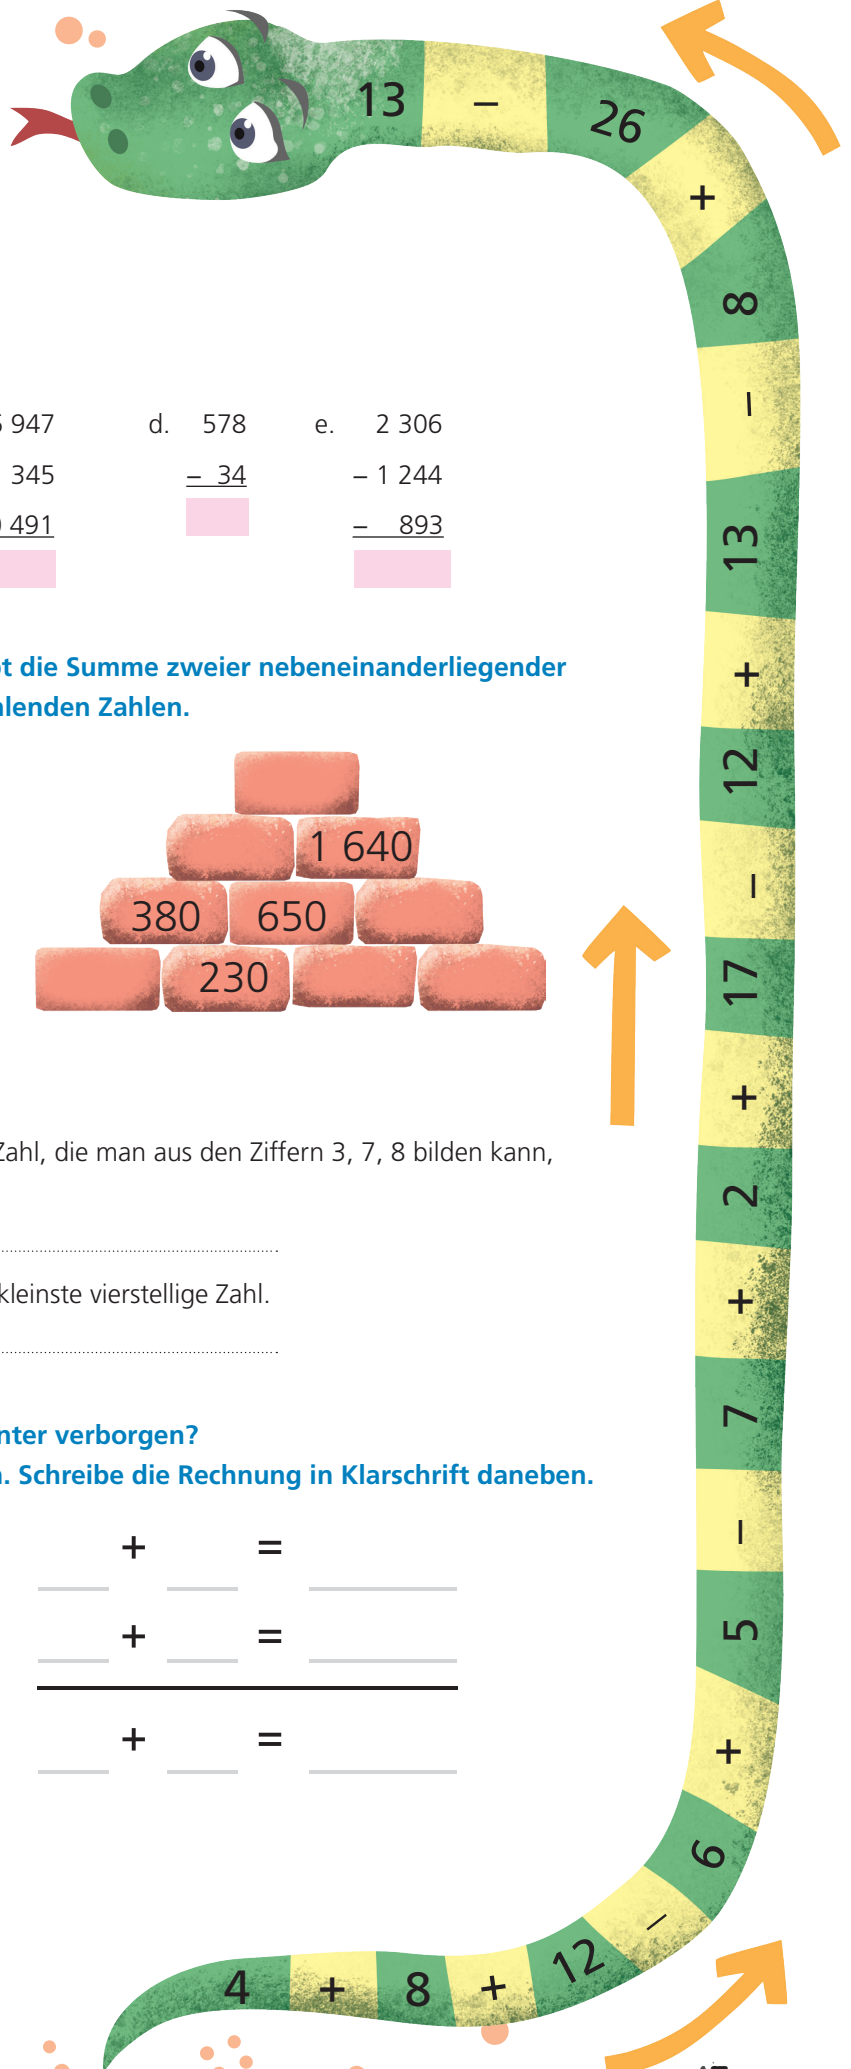 13 – 26 + 8 – 13 + 12 – 17 + 2 + 7 – 5 + 6 – 12 + 8 + 4
947 d. 578 e. 2 306
345 – 34 – 1 244
491 – 893
die Summe zweier nebeneinanderliegender
Zahlen.
1 640
380 650
230
Zahl, die man aus den Ziffern 3, 7, 8 bilden kann,
kleinste vierstellige Zahl.
verborgen?
Schreibe die Rechnung in Klarschrift daneben.
+ =
+ =
+ =